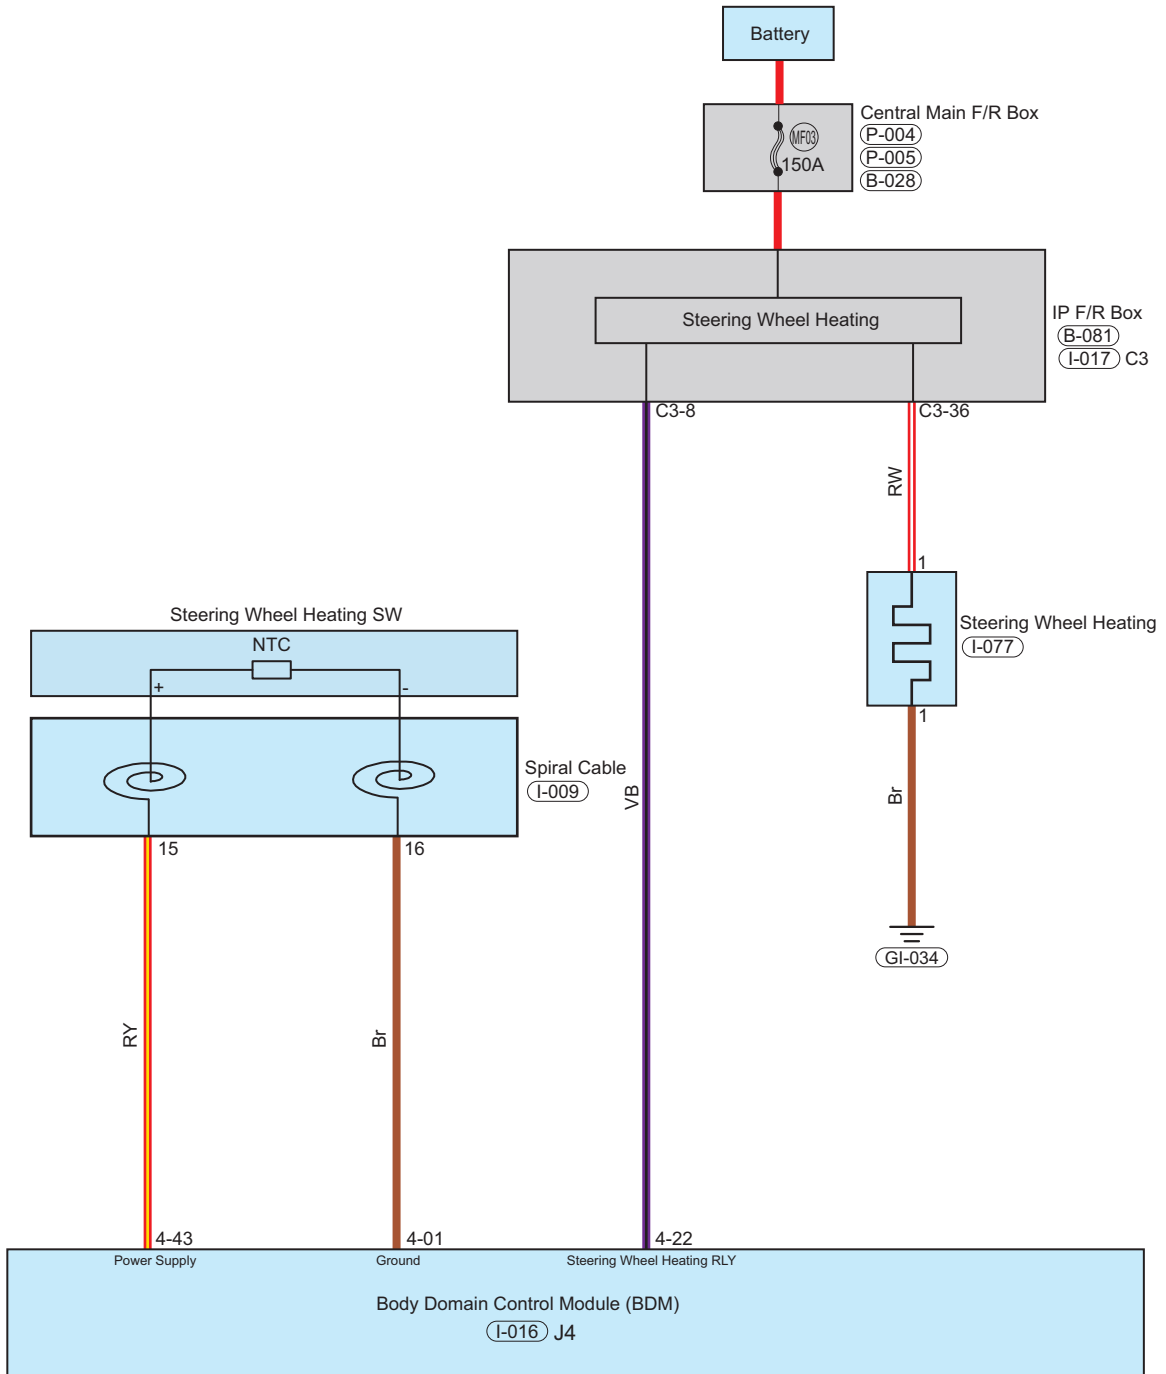 Battery
Central Main F/R Box
P-004
P-005
B-028
MF03
150A
Steering Wheel Heating
IP F/R Box
B-081
I-017 C3
C3-8
C3-36
RW
1
Steering Wheel Heating
I-077
1
Steering Wheel Heating SW
NTC
+
-
Spiral Cable
I-009
15
16
VB
Br
GI-034
RY
Br
4-43
4-01
4-22
Power Supply
Ground
Steering Wheel Heating RLY
Body Domain Control Module (BDM)
I-016 J4